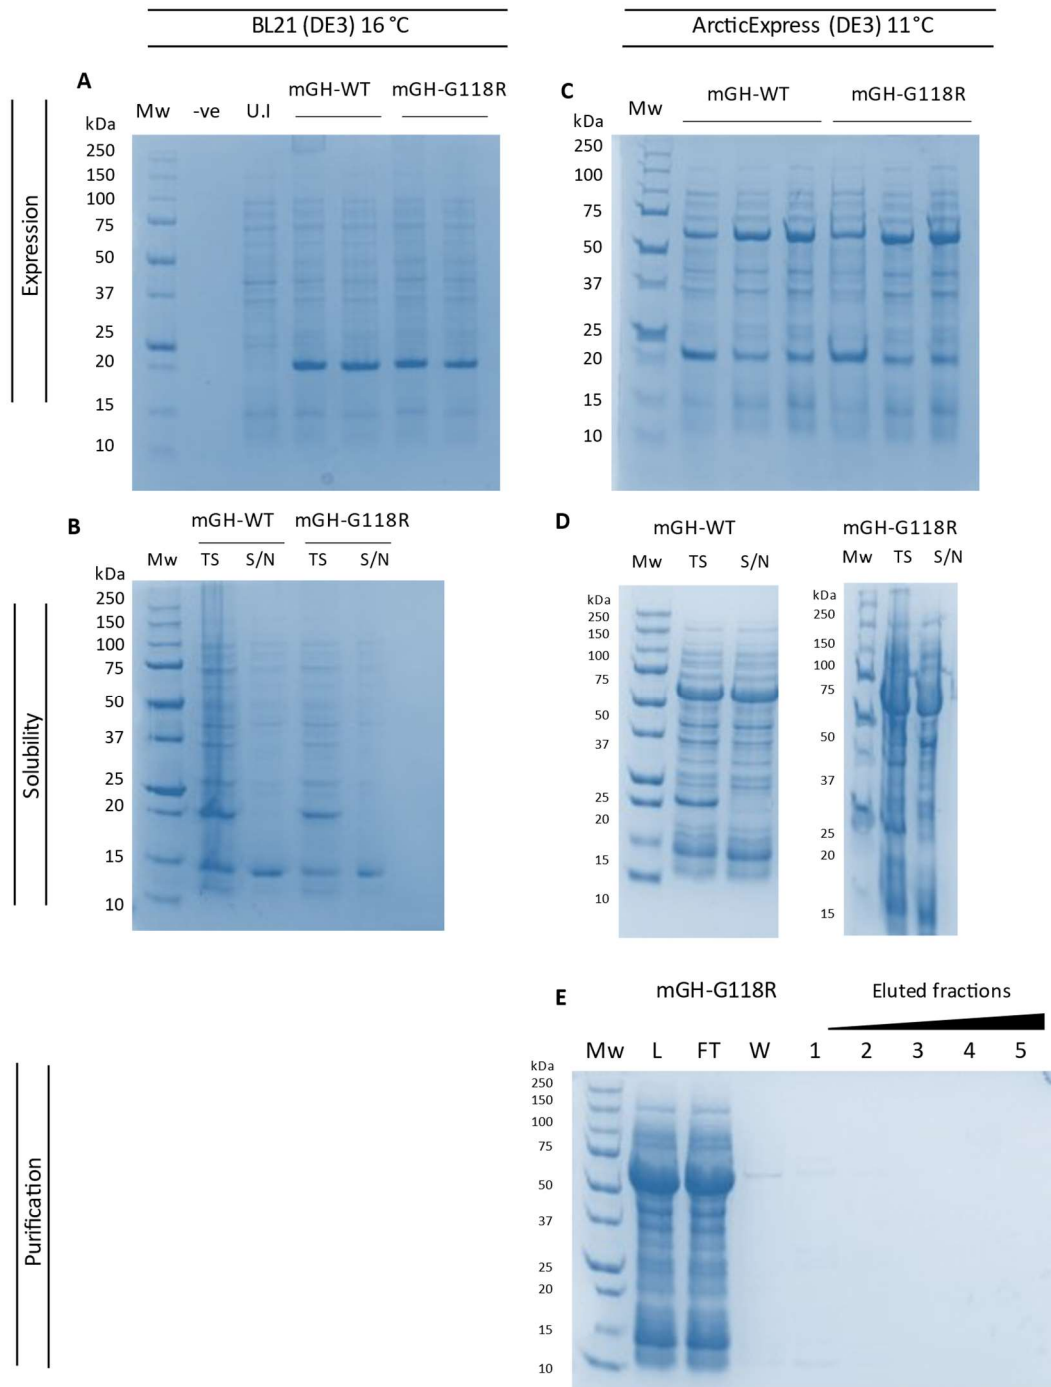 BL21 (DE3) 16 °C
ArcticExpress (DE3) 11°C
Expression
A
mGH-WT
mGH-G118R
Mw
-ve
U.I
kDa
250
150
100
75
50
37
25
20
15
10
C
mGH-WT
mGH-G118R
Mw
kDa
250
100
75
50
37
25
20
15
10
Solubility
B
mGH-WT
mGH-G118R
Mw
TS
S/N
TS
S/N
kDa
250
150
100
75
50
37
25
20
15
10
D
mGH-WT
Mw
TS
S/N
kDa
250
150
100
75
50
37
25
20
15
10
mGH-G118R
Mw
TS
S/N
kDa
250
150
100
75
50
37
25
20
15
Purification
E
mGH-G118R
Eluted fractions
Mw
L
FT
W
1
2
3
4
5
kDa
250
150
100
75
50
37
25
20
15
10